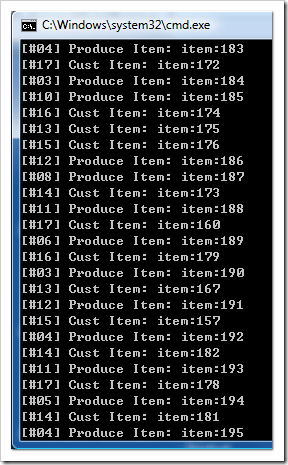 C:\Windows\system32\cmd.exe
[#04] Produce Item: item:183
[#17] Cust Item: item:172
[#03] Produce Item: item:184
[#10] Produce Item: item:185
[#16] Cust Item: item:174
[#13] Cust Item: item:175
[#15] Cust Item: item:176
[#12] Produce Item: item:186
[#08] Produce Item: item:187
[#14] Cust Item: item:173
[#11] Produce Item: item:188
[#17] Cust Item: item:160
[#06] Produce Item: item:189
[#16] Cust Item: item:179
[#03] Produce Item: item:190
[#13] Cust Item: item:167
[#12] Produce Item: item:191
[#15] Cust Item: item:157
[#04] Produce Item: item:192
[#14] Cust Item: item:182
[#11] Produce Item: item:193
[#17] Cust Item: item:178
[#05] Produce Item: item:194
[#14] Cust Item: item:181
[#04] Produce Item: item:195